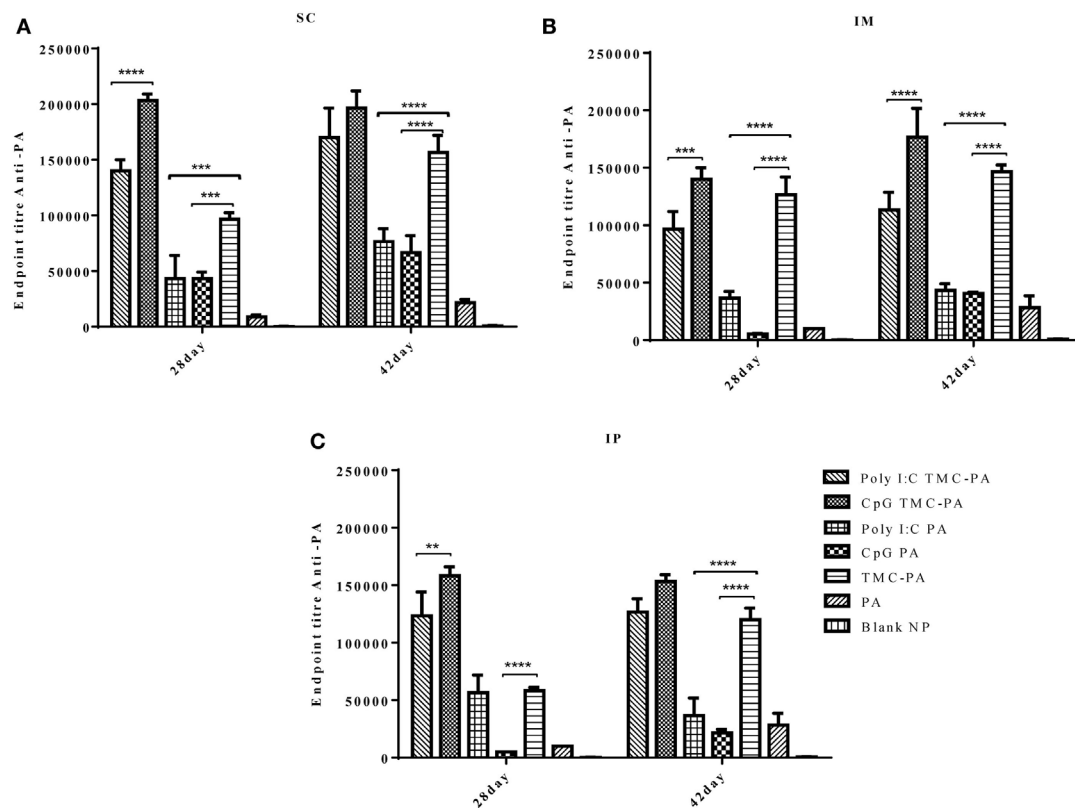 A
SC
Endpoint titre Anti -PA
250000
200000
150000
100000
50000
0
****
***
***
****
****
28day
42day
B
IM
Endpoint titre Anti -PA
250000
200000
150000
100000
50000
0
***
****
****
****
****
****
28day
42day
C
IP
Endpoint titre Anti -PA
250000
200000
150000
100000
50000
0
**
****
****
****
28day
42day
Poly I:C TMC-PA
CpG TMC-PA
Poly I:C PA
CpG PA
TMC-PA
PA
Blank NP